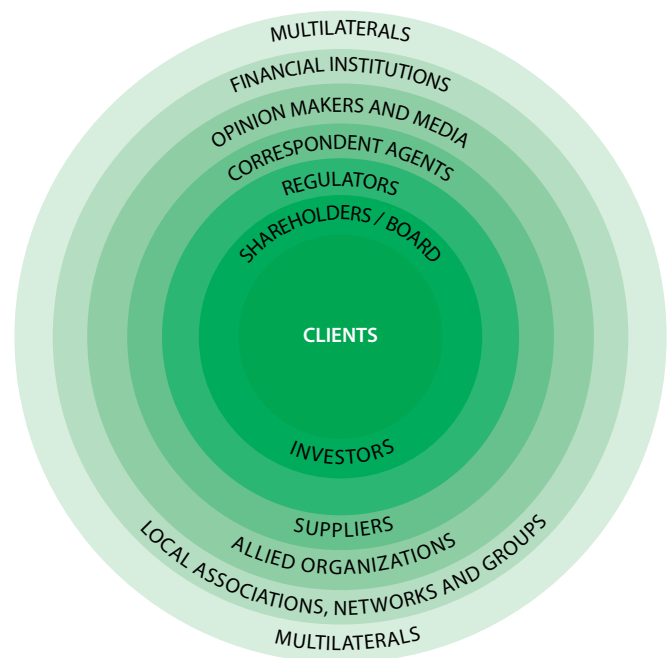 MULTILATERALS
FINANCIAL INSTITUTIONS
OPINION MAKERS AND MEDIA
CORRESPONDENT AGENTS
REGULATORS
SHAREHOLDERS / BOARD
CLIENTS
INVESTORS
SUPPLIERS
ALLIED ORGANIZATIONS
LOCAL ASSOCIATIONS, NETWORKS AND GROUPS
MULTILATERALS